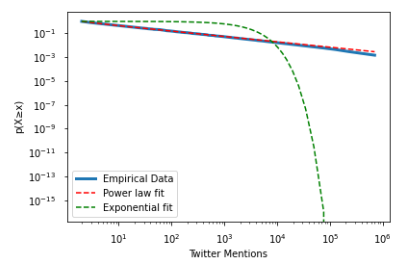 10⁻¹
10⁻³
10⁻⁵
10⁻⁷
10⁻⁹
10⁻¹¹
10⁻¹³
10⁻¹⁵
p(X≥x)
Empirical Data
Power law fit
Exponential fit
10¹ 10² 10³ 10⁴ 10⁵ 10⁶
Twitter Mentions